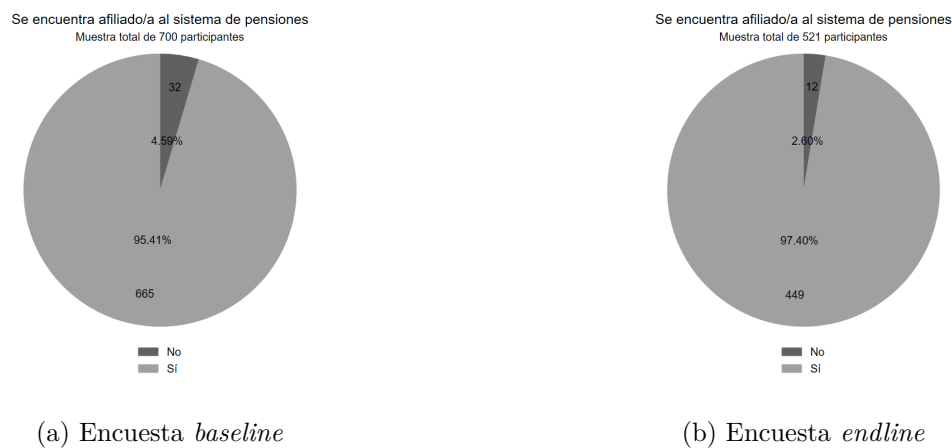 Se encuentra afiliado/a al sistema de pensiones
Muestra total de 700 participantes
32
4.59%
95.41%
665
No
Sí
(a) Encuesta baseline
Se encuentra afiliado/a al sistema de pensiones
Muestra total de 521 participantes
12
2.60%
97.40%
449
No
Sí
(b) Encuesta endline